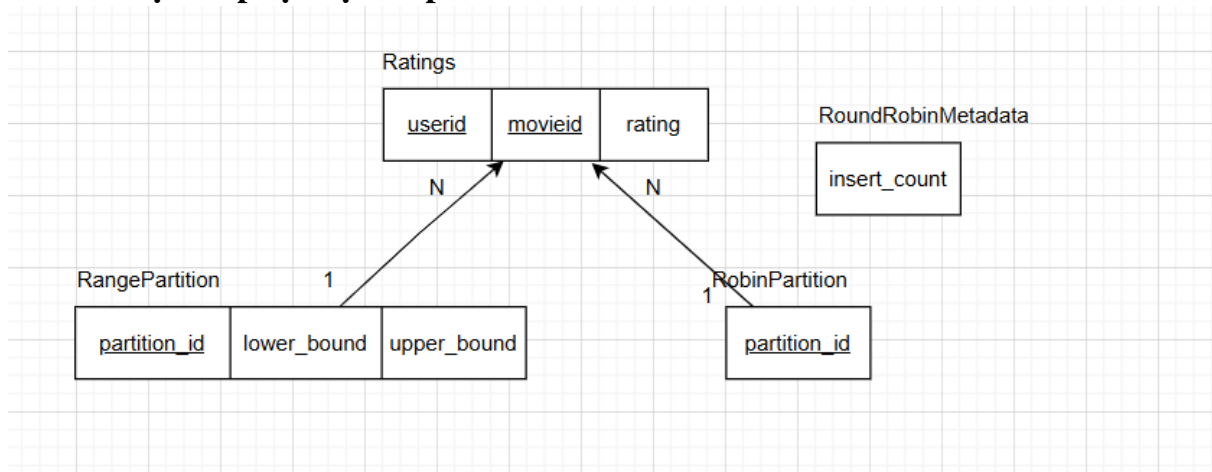 Ratings
userid movieid rating
RoundRobinMetadata
insert_count
N N
RangePartition 1
RobinPartition
1
partition_id lower_bound upper_bound
partition_id